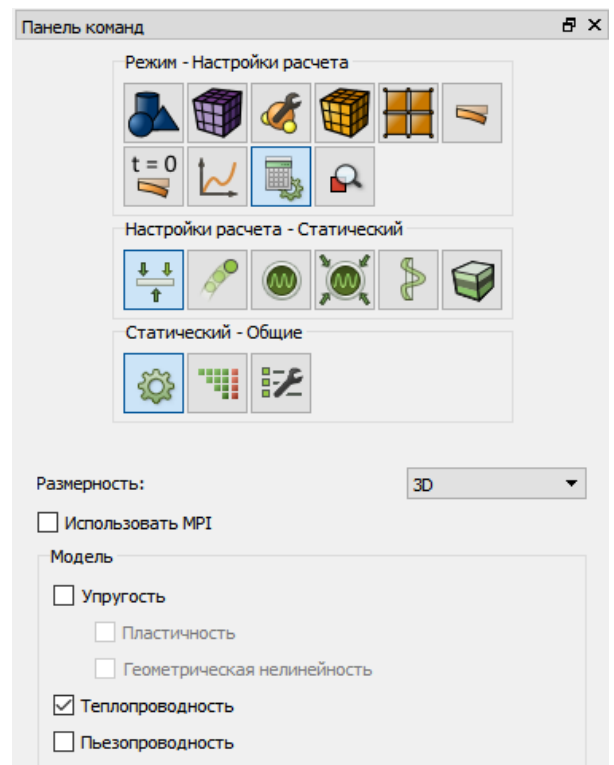 Панель команд
Режим - Настройки расчета
t = 0
Настройки расчета - Статический
Статический - Общие
Размерность: 3D
Использовать MPI
Модель
Упругость
Пластичность
Геометрическая нелинейность
Теплопроводность
Пьезопроводность